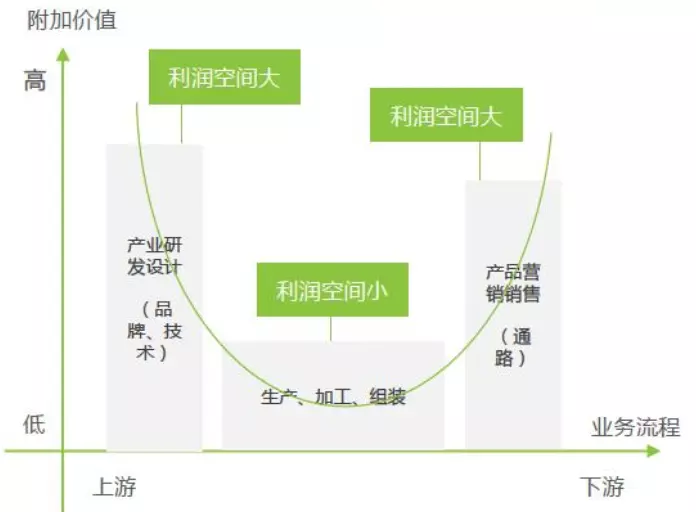 附加价值
高
利润空间大
利润空间大
产业研
发设计
（品
牌、技
术）
利润空间小
产品营
销销售
（通
路）
生产、加工、组装
低
业务流程
上游
下游